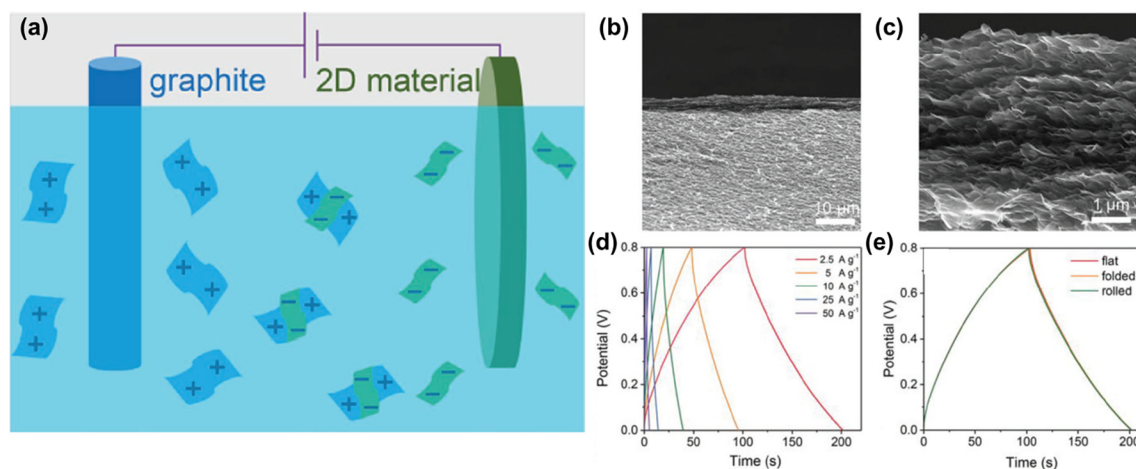 (a)
graphite
2D material
(b)
10 μm
(c)
1 μm
(d)
Potential (V)
0.8
0.6
0.4
0.2
0.0
2.5 A g⁻¹
5 A g⁻¹
10 A g⁻¹
25 A g⁻¹
50 A g⁻¹
0 50 100 150 200
Time (s)
(e)
Potential (V)
0.8
0.6
0.4
0.2
0.0
flat
folded
rolled
0 50 100 150 200
Time (s)